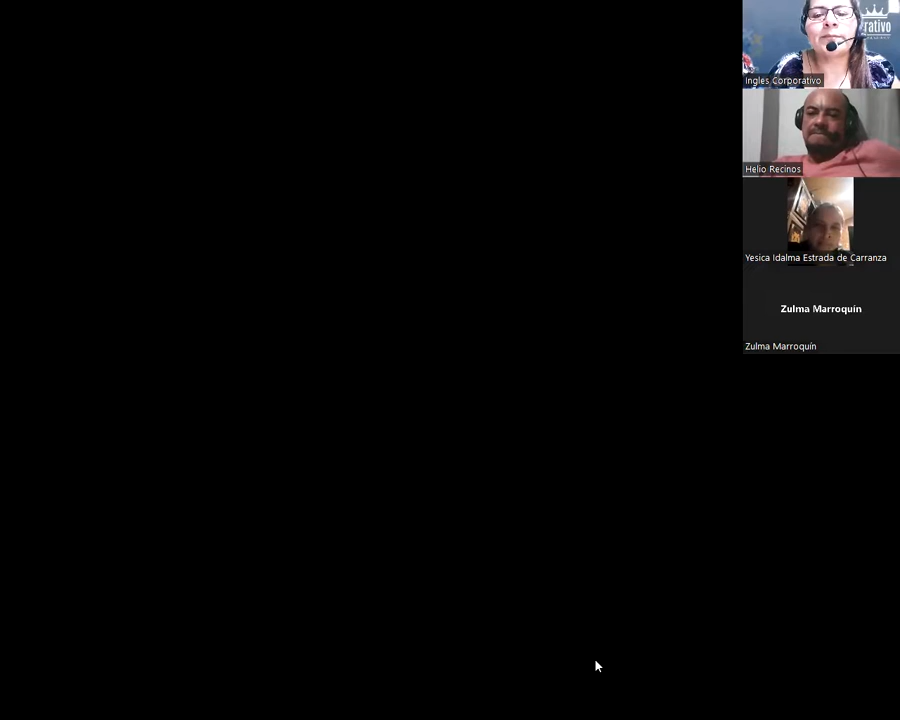 rativo
Ingles Corporativo
Helio Recinos
Yesica Idalma Estrada de Carranza
Zulma Marroquín
Zulma Marroquín